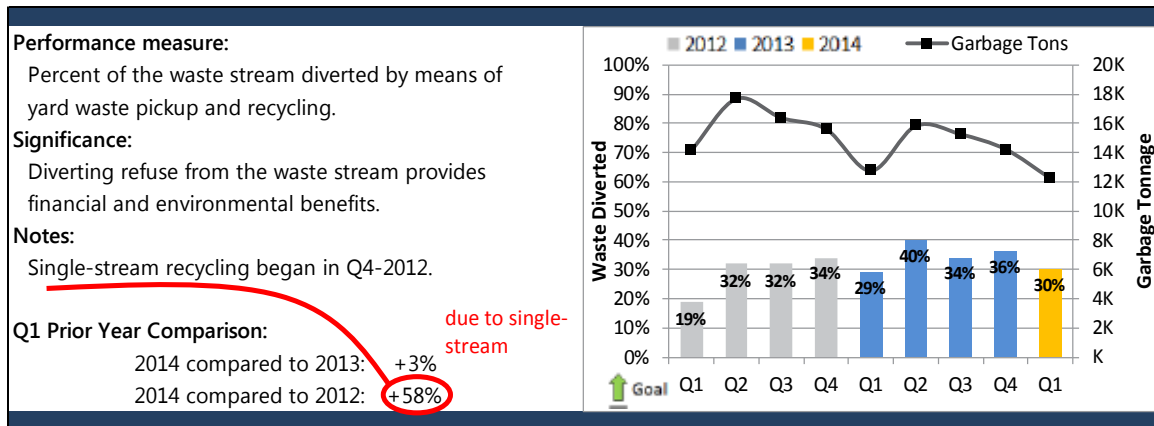 Performance measure:
Percent of the waste stream diverted by means of
yard waste pickup and recycling.
Significance:
Diverting refuse from the waste stream provides
financial and environmental benefits.
Notes:
Single-stream recycling began in Q4-2012.
Q1 Prior Year Comparison:
2014 compared to 2013: +3%
2014 compared to 2012: +58%
due to single-
stream
2012 2013 2014 Garbage Tons
Waste Diverted
100%
90%
80%
70%
60%
50%
40%
30%
20%
10%
0%
19%
32%
32%
34%
29%
40%
34%
36%
30%
20K
18K
16K
14K
12K
10K
8K
6K
4K
2K
K
Garbage Tonnage
Goal
Q1 Q2 Q3 Q4 Q1 Q2 Q3 Q4 Q1